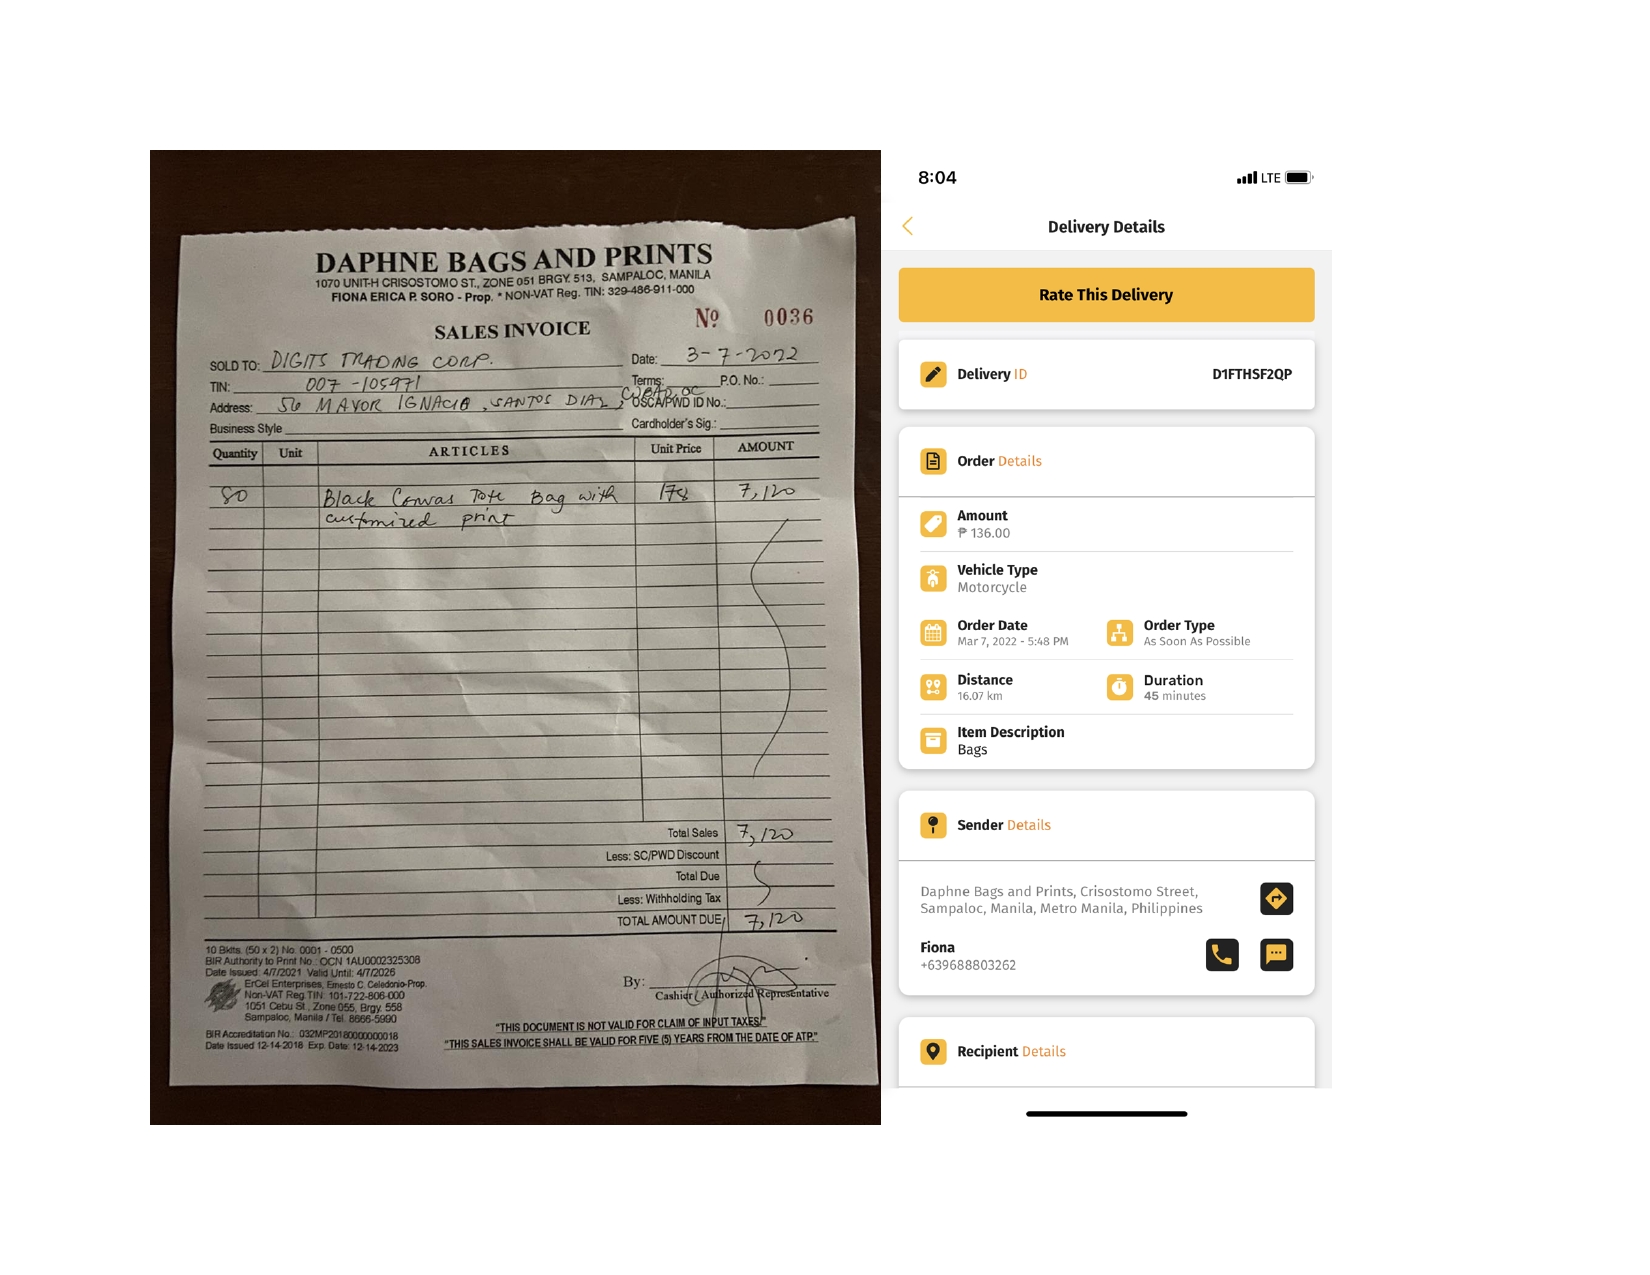 DAPHNE BAGS AND PRINTS
1070 UNIT-H CRISOSTOMO ST., ZONE 051 BRGY. 513, SAMPALOC, MANILA
FIONA ERICA P. SORO - Prop. * NON-VAT Reg. TIN: 329-486-911-000
Nº 0036
SALES INVOICE
SOLD TO: DIGITS TRADING CORP. Date: 3-7-2022
TIN: 007-105971 Terms: P.O. No.:
Address: 56 MAYOR IGNACIO, SANTOS DIAZ, CUBAO, QC OSCA/PWD ID No.:
Business Style Cardholder's Sig.:
Quantity Unit ARTICLES Unit Price AMOUNT
Black Canvas Tote Bag with 178 7,120
customized print
Total Sales 7,120
Less: SC/PWD Discount
Total Due
Less: Withholding Tax
TOTAL AMOUNT DUE 7,120
10 Bklts. (50 x 2) No. 0001 - 0500
BIR Authority to Print No.: OCN 1AU0002325308
Date Issued: 4/7/2021 Valid Until: 4/7/2026
ErCel Enterprises, Ernesto C. Celedonio-Prop.
Non-VAT Reg.TIN: 101-722-806-000
1051 Cebu St., Zone 055, Brgy. 558
Sampaloc, Manila / Tel. 8666-5990
BIR Accreditation No.: 032MP20180000000018
Date Issued 12-14-2018 Exp. Date: 12-14-2023
By:
Cashier / Authorized Representative
"THIS DOCUMENT IS NOT VALID FOR CLAIM OF INPUT TAXES."
"THIS SALES INVOICE SHALL BE VALID FOR FIVE (5) YEARS FROM THE DATE OF ATP."
8:04
LTE
Delivery Details
Rate This Delivery
Delivery ID D1FTHSF2QP
Order Details
Amount
₱ 136.00
Vehicle Type
Motorcycle
Order Date Order Type
Mar 7, 2022 - 5:48 PM As Soon As Possible
Distance Duration
16.07 km 45 minutes
Item Description
Bags
Sender Details
Daphne Bags and Prints, Crisostomo Street,
Sampaloc, Manila, Metro Manila, Philippines
Fiona
+639688803262
Recipient Details